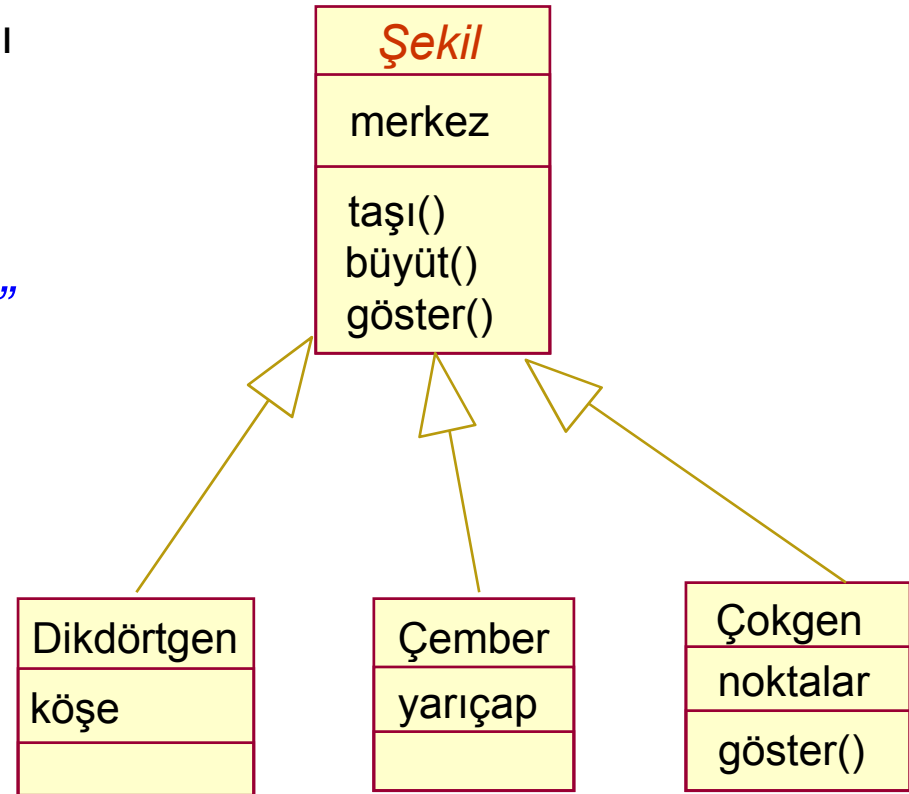 ı
Şekil
merkez
taşı()
büyüt()
göster()
”
Dikdörtgen
köşe
Çember
yarıçap
Çokgen
noktalar
göster()